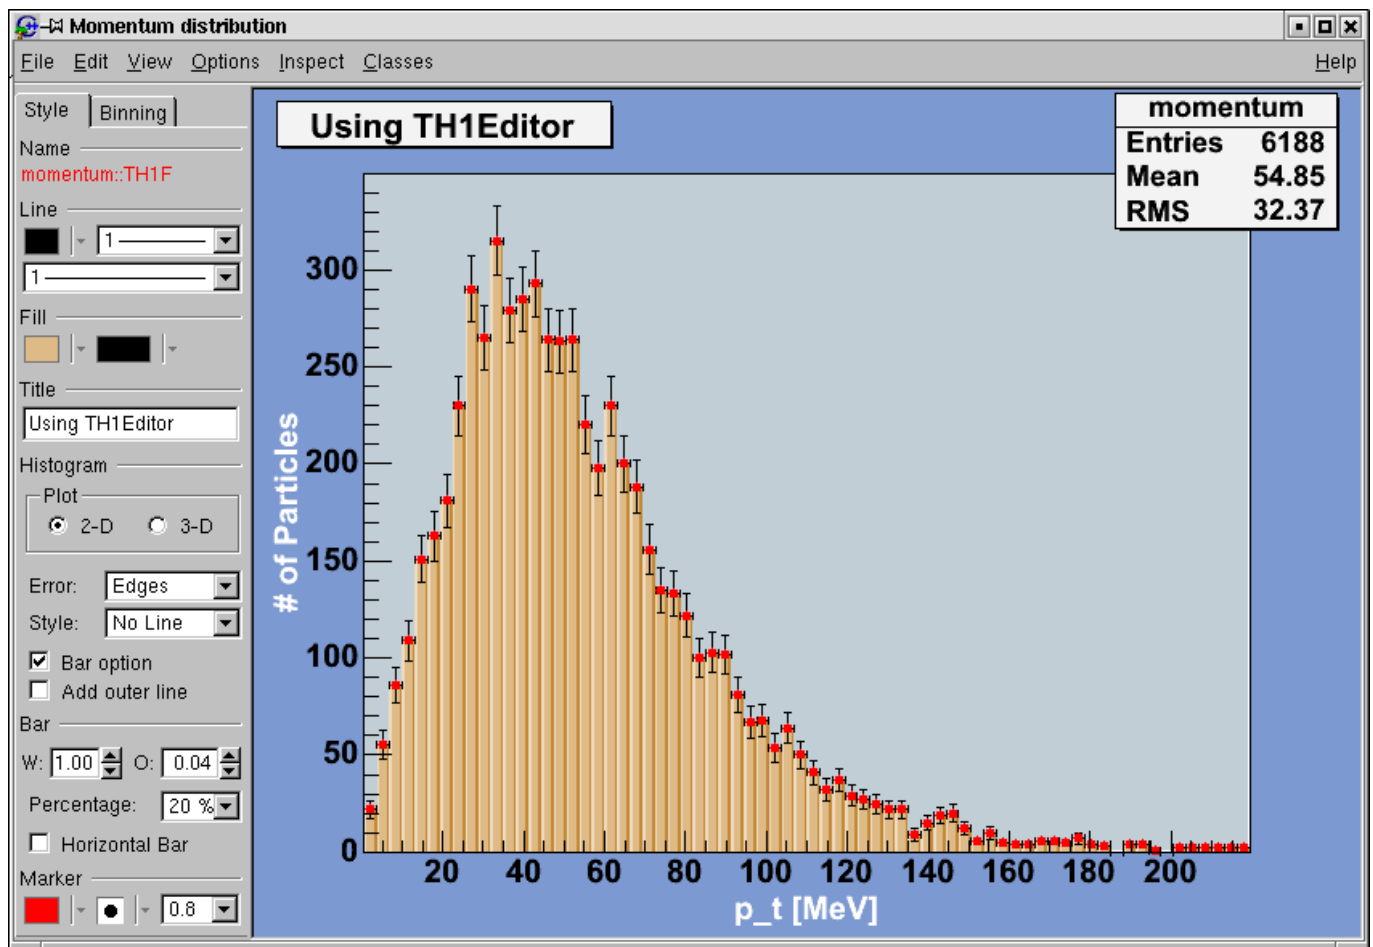 Momentum distribution
File Edit View Options Inspect Classes Help
Style Binning
Name
momentum::TH1F
Line
1
1
Fill
Title
Using TH1Editor
Histogram
Plot
2-D 3-D
Error: Edges
Style: No Line
Bar option
Add outer line
Bar
W: 1.00 O: 0.04
Percentage: 20 %
Horizontal Bar
Marker
0.8
Using TH1Editor
momentum
Entries 6188
Mean 54.85
RMS 32.37
# of Particles
300
250
200
150
100
50
0
20 40 60 80 100 120 140 160 180 200
p_t [MeV]